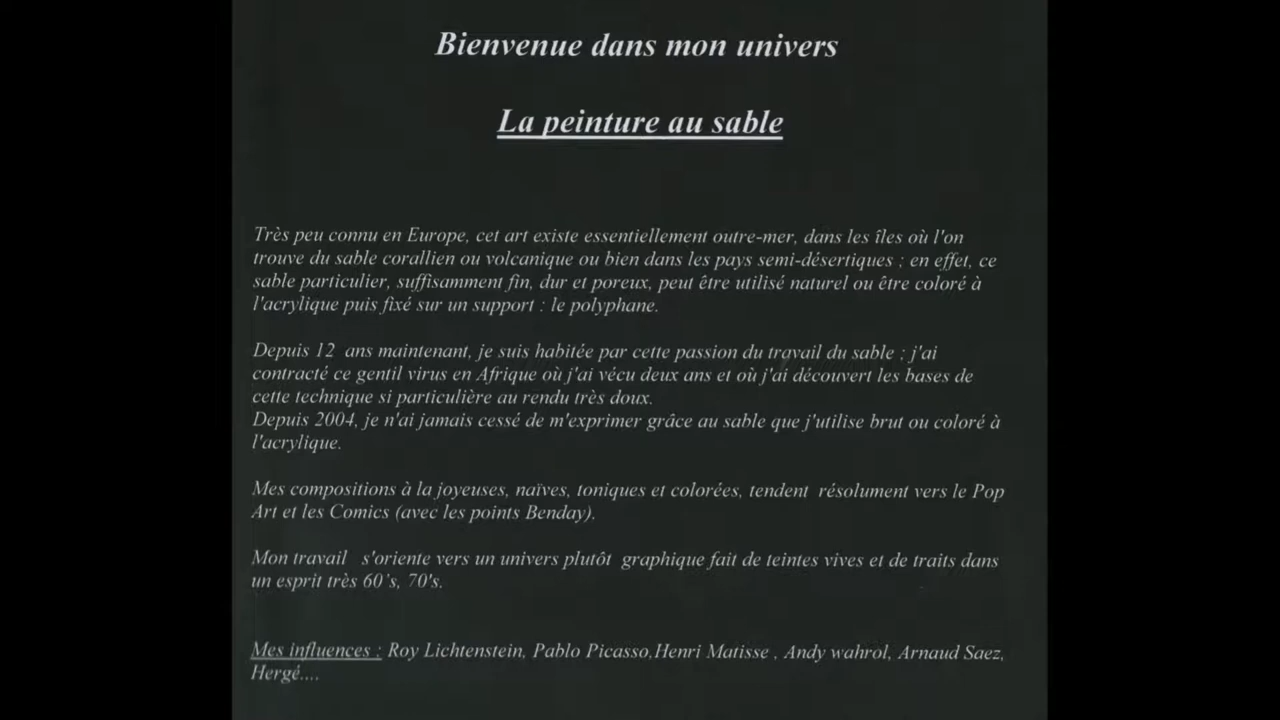 Bienvenue dans mon univers
La peinture au sable
Très peu connu en Europe, cet art existe essentiellement outre-mer, dans les îles où l'on
trouve du sable corallien ou volcanique ou bien dans les pays semi-désertiques ; en effet, ce
sable particulier, suffisamment fin, dur et poreux, peut être utilisé naturel ou être coloré à
l'acrylique puis fixé sur un support : le polyphane.
Depuis 12 ans maintenant, je suis habitée par cette passion du travail du sable : j'ai
contracté ce gentil virus en Afrique où j'ai vécu deux ans et où j'ai découvert les bases de
cette technique si particulière au rendu très doux.
Depuis 2004, je n'ai jamais cessé de m'exprimer grâce au sable que j'utilise brut ou coloré à
l'acrylique.
Mes compositions à la joyeuses, naïves, toniques et colorées, tendent résolument vers le Pop
Art et les Comics (avec les points Benday).
Mon travail s'oriente vers un univers plutôt graphique fait de teintes vives et de traits dans
un esprit très 60's, 70's.
Mes influences : Roy Lichtenstein, Pablo Picasso,Henri Matisse , Andy wahrol, Arnaud Saez,
Hergé....